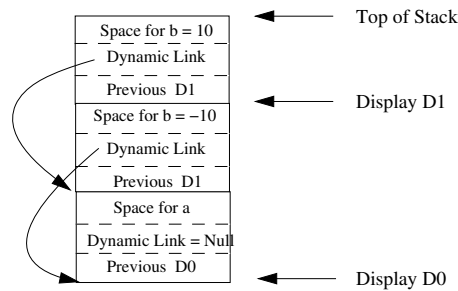 Top of Stack
Space for b = 10
Dynamic Link
Previous D1
Display D1
Space for b = −10
Dynamic Link
Previous D1
Space for a
Dynamic Link = Null
Previous D0
Display D0